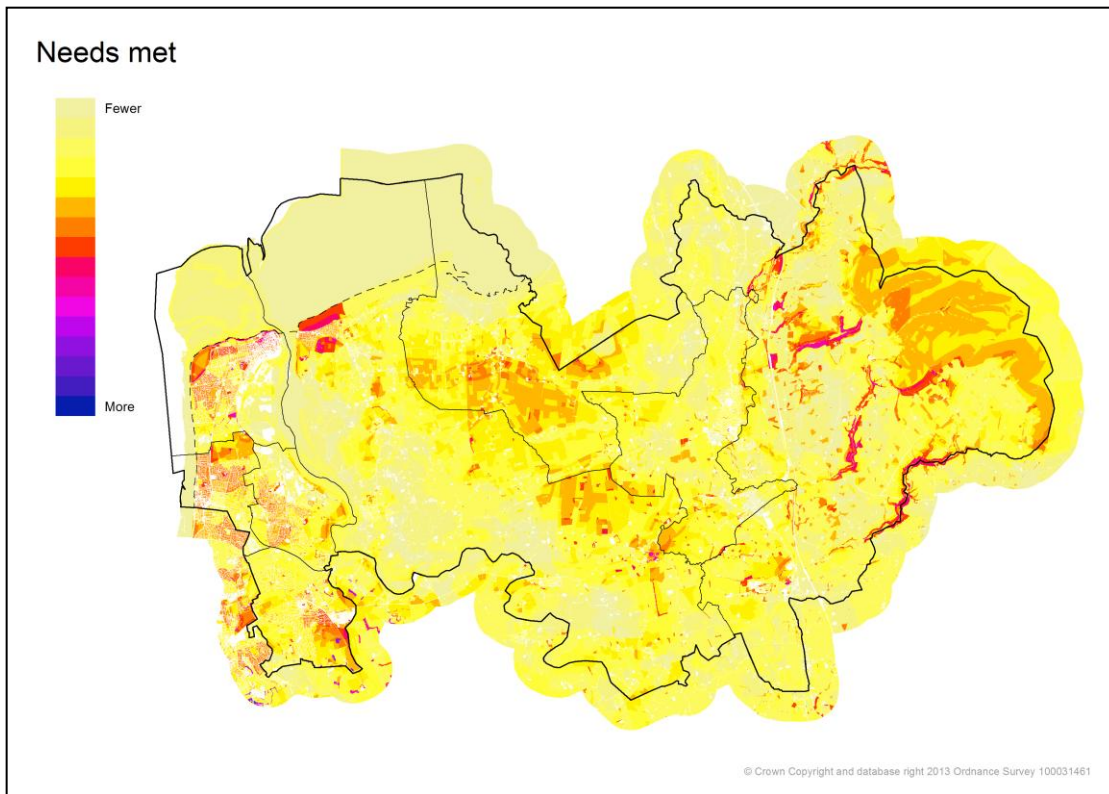 Needs met
Fewer
More
© Crown Copyright and database right 2013 Ordnance Survey 100031461